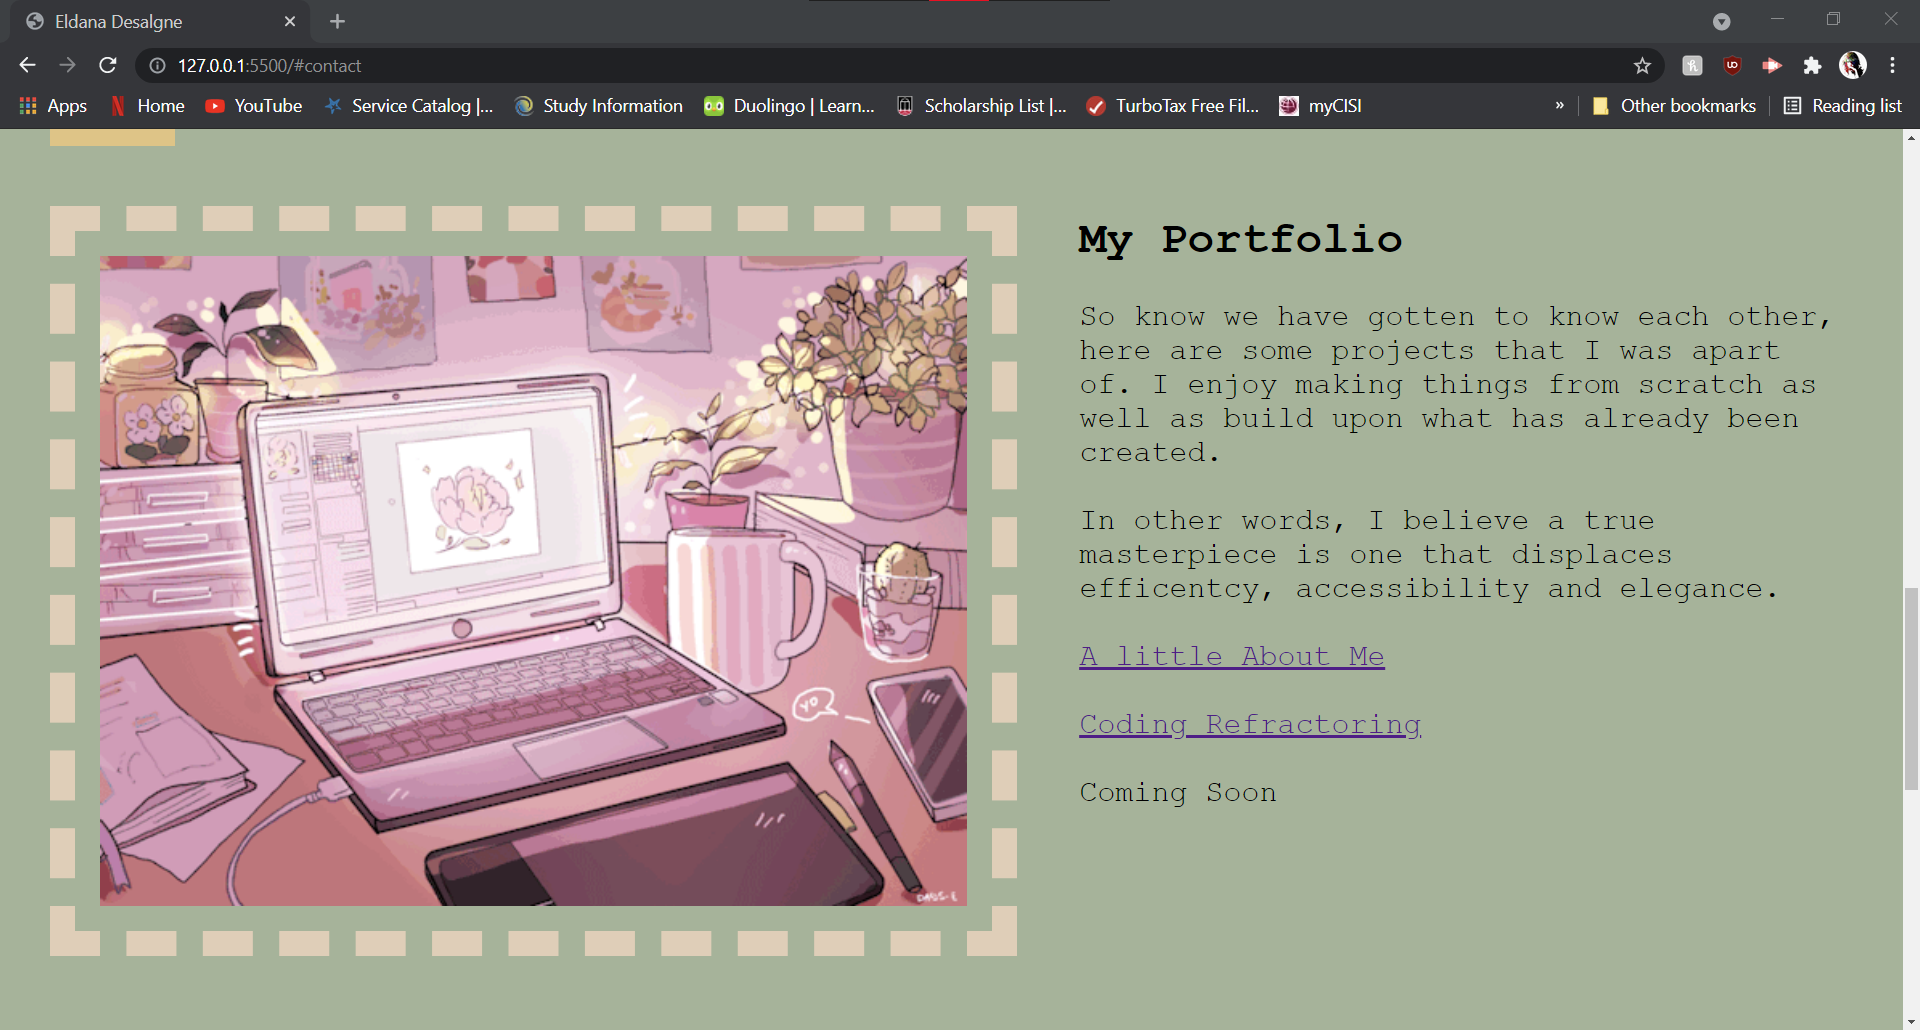 Eldana Desalgne
127.0.0.1:5500/#contact
Apps Home YouTube Service Catalog |... Study Information Duolingo | Learn... Scholarship List |... TurboTax Free Fil... myCISI » Other bookmarks Reading list
My Portfolio
So know we have gotten to know each other,
here are some projects that I was apart
of. I enjoy making things from scratch as
well as build upon what has already been
created.
In other words, I believe a true
masterpiece is one that displaces
efficentcy, accessibility and elegance.
A little About Me
Coding Refractoring
Coming Soon
YO